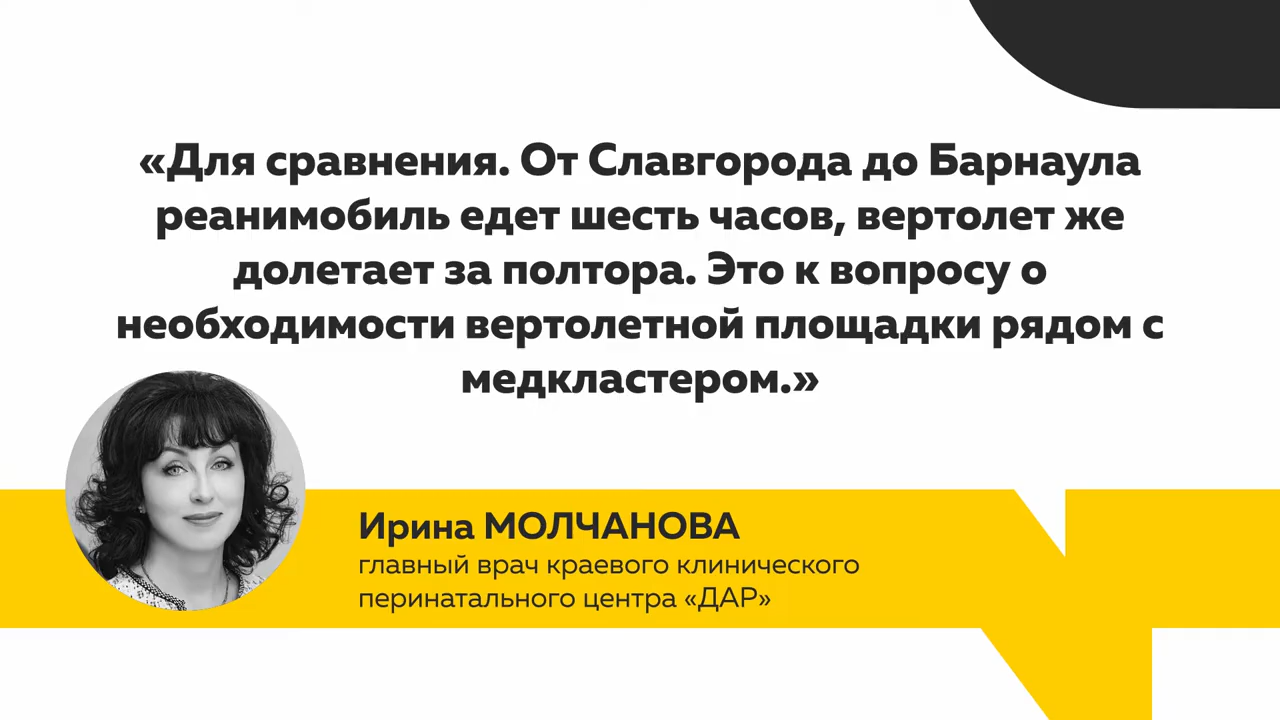 «Для сравнения. От Славгорода до Барнаула
реанимобиль едет шесть часов, вертолет же
долетает за полтора. Это к вопросу о
необходимости вертолетной площадки рядом с
медкластером.»
Ирина МОЛЧАНОВА
главный врач краевого клинического
перинатального центра «ДАР»